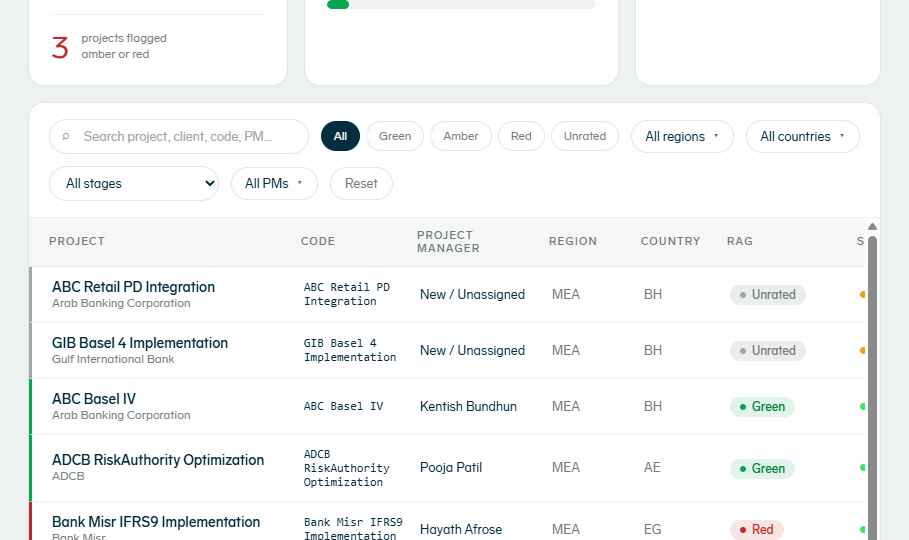 3 projects flagged
amber or red
Search project, client, code, PM...
All Green Amber Red Unrated All regions All countries
All stages All PMs Reset
PROJECT CODE PROJECT MANAGER REGION COUNTRY RAG S
ABC Retail PD Integration
Arab Banking Corporation
ABC Retail PD
Integration
New / Unassigned MEA BH Unrated
GIB Basel 4 Implementation
Gulf International Bank
GIB Basel 4
Implementation
New / Unassigned MEA BH Unrated
ABC Basel IV
Arab Banking Corporation
ABC Basel IV
Kentish Bundhun MEA BH Green
ADCB RiskAuthority Optimization
ADCB
ADCB
RiskAuthority
Optimization
Pooja Patil MEA AE Green
Bank Misr IFRS9 Implementation
Bank Misr
Bank Misr IFRS9
Implementation
Hayath Afrose MEA EG Red